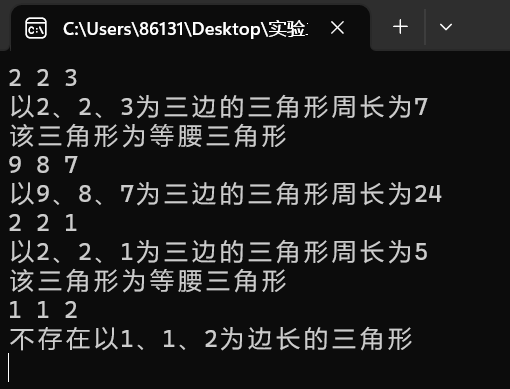 C:\Users\86131\Desktop\实验
2 2 3
以2、2、3为三边的三角形周长为7
该三角形为等腰三角形
9 8 7
以9、8、7为三边的三角形周长为24
2 2 1
以2、2、1为三边的三角形周长为5
该三角形为等腰三角形
1 1 2
不存在以1、1、2为边长的三角形